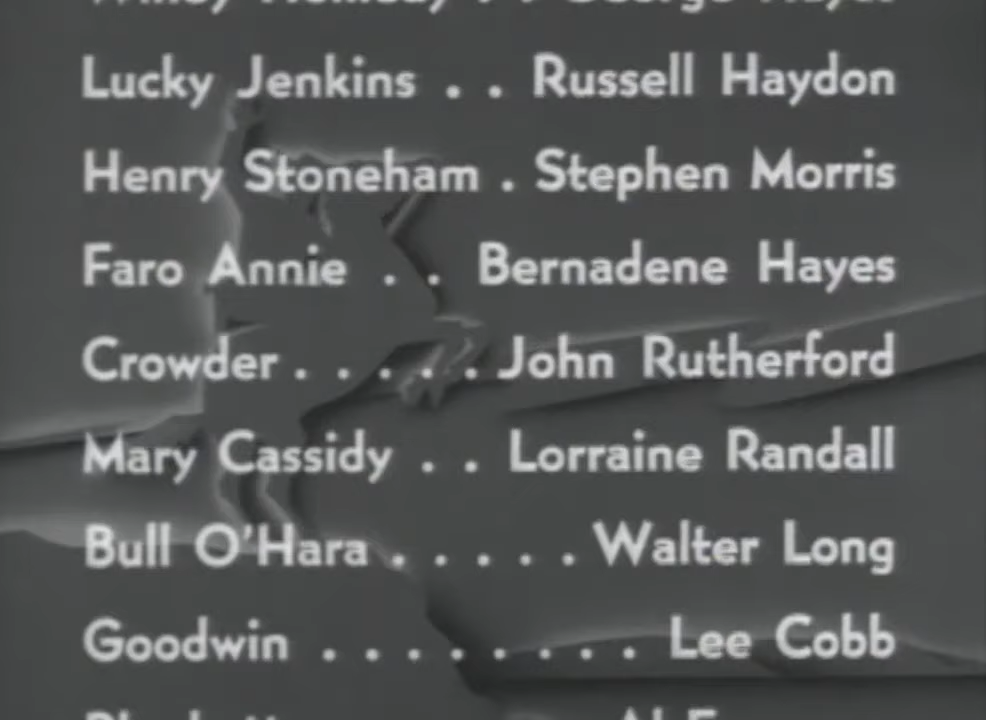 Lucky Jenkins . . Russell Haydon
Henry Stoneham . Stephen Morris
Faro Annie . . Bernadene Hayes
Crowder . . . . . John Rutherford
Mary Cassidy . . Lorraine Randall
Bull O'Hara . . . . . Walter Long
Goodwin . . . . . . . . Lee Cobb